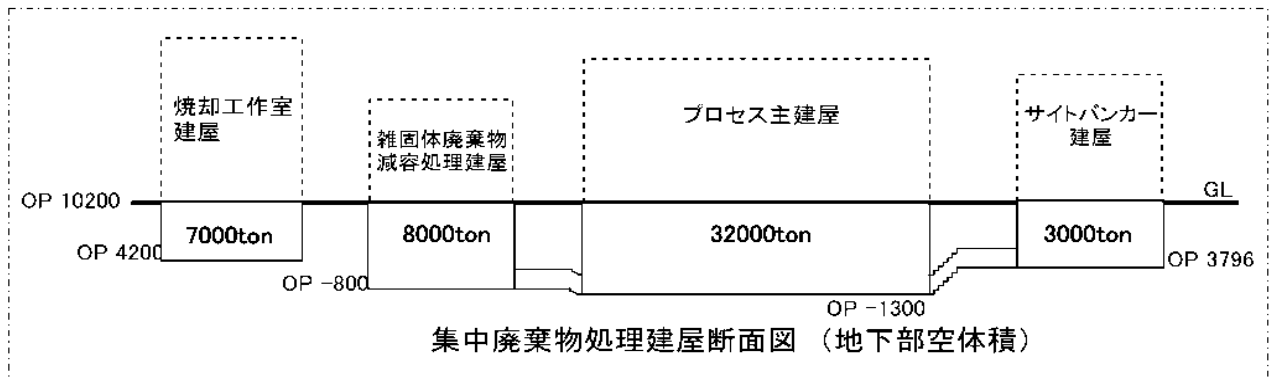 焼却工作室
建屋
雑固体廃棄物
減容処理建屋
プロセス主建屋
サイトバンカー
建屋
OP 10200
GL
7000ton
8000ton
32000ton
3000ton
OP 4200
OP -800
OP -1300
OP 3796
集中廃棄物処理建屋断面図 （地下部空体積）